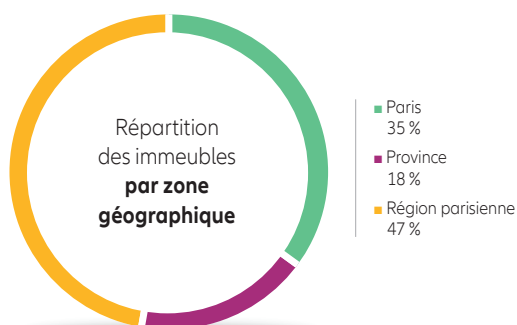 Répartition
des immeubles
par zone
géographique
Paris
35 %
Province
18 %
Région parisienne
47 %